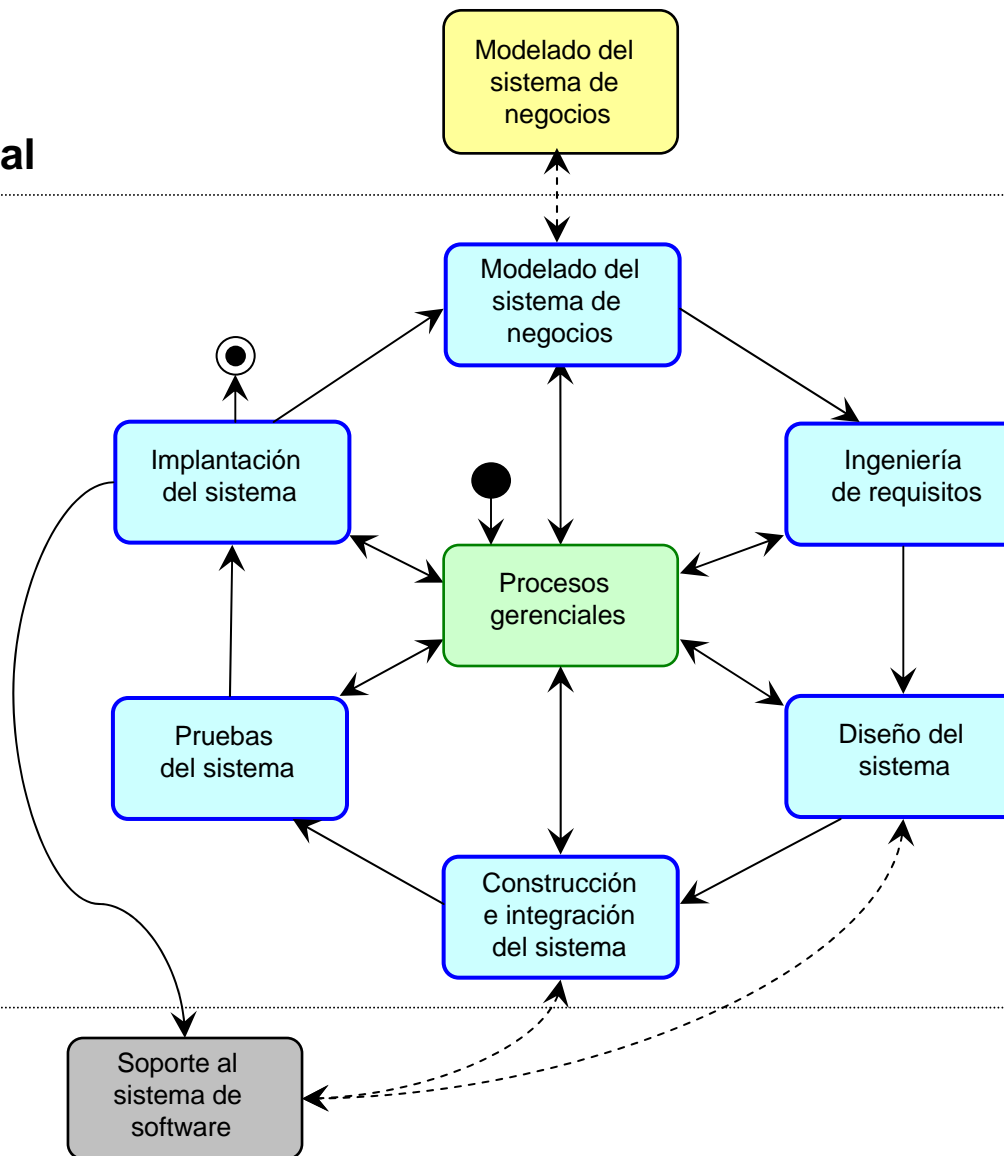 Modelado del
sistema de
negocios
al
Modelado del
sistema de
negocios
Implantación
del sistema
Ingeniería
de requisitos
Procesos
gerenciales
Pruebas
del sistema
Diseño del
sistema
Construcción
e integración
del sistema
Soporte al
sistema de
software